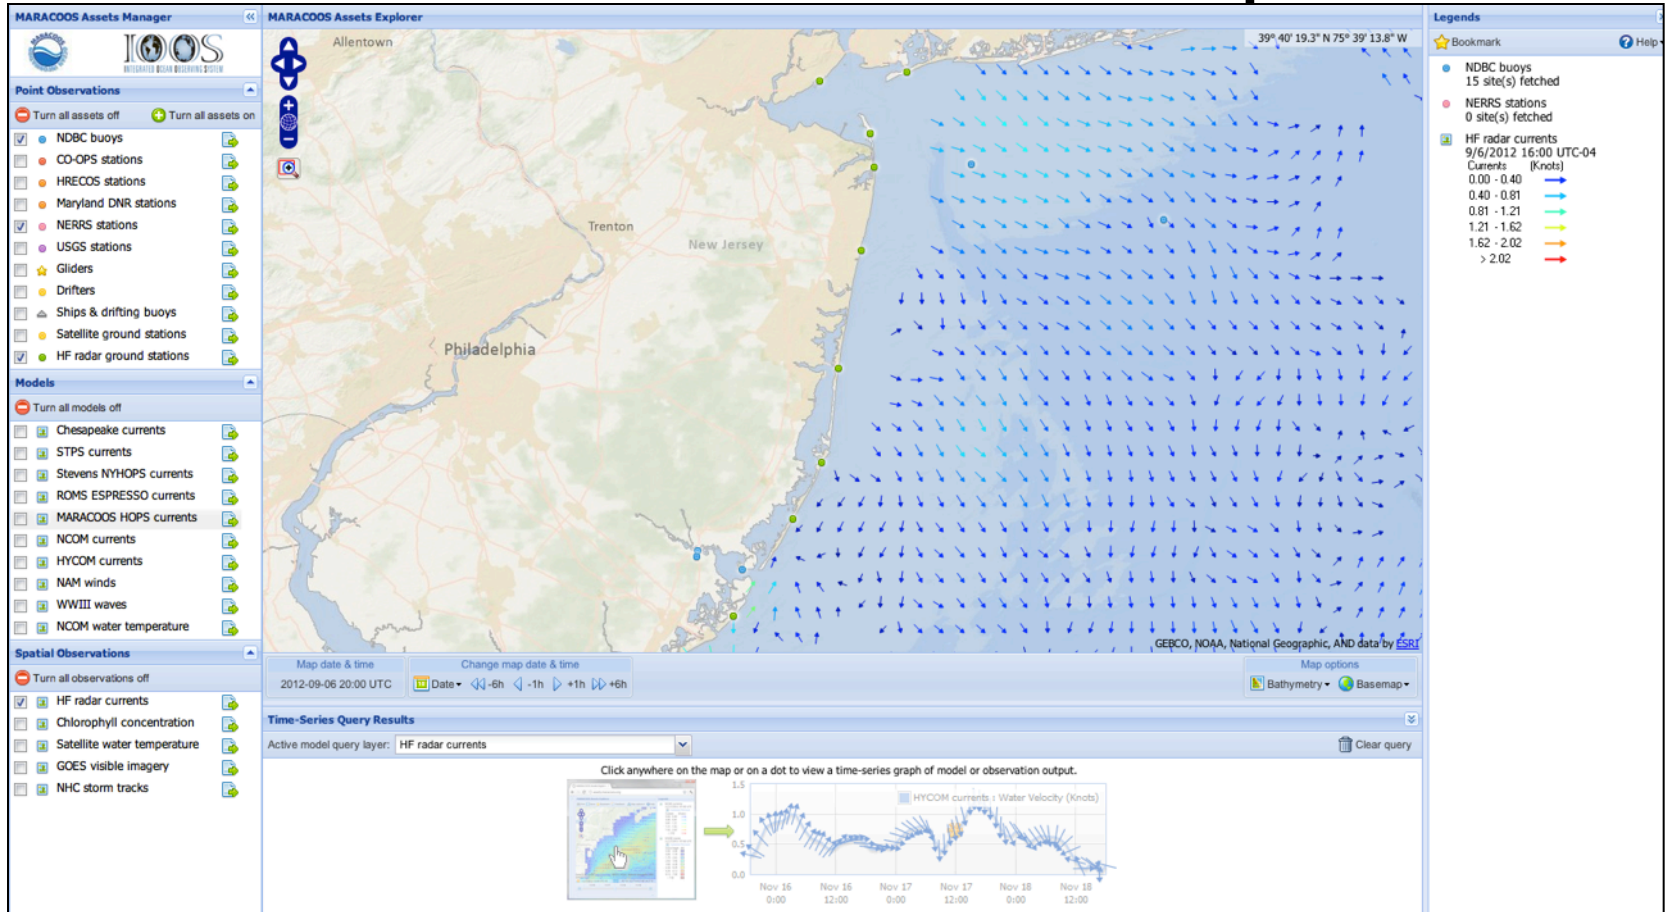 MARACOOS Assets Manager
MARACOOS
IOOS
INTEGRATED OCEAN OBSERVING SYSTEM
Point Observations
Turn all assets off Turn all assets on
NDBC buoys
CO-OPS stations
HRECOS stations
Maryland DNR stations
NERRS stations
USGS stations
Gliders
Drifters
Ships & drifting buoys
Satellite ground stations
HF radar ground stations
Models
Turn all models off
Chesapeake currents
STPS currents
Stevens NYHOPS currents
ROMS ESPRESSO currents
MARACOOS HOPS currents
NCOM currents
HYCOM currents
NAM winds
WWIII waves
NCOM water temperature
Spatial Observations
Turn all observations off
HF radar currents
Chlorophyll concentration
Satellite water temperature
GOES visible imagery
NHC storm tracks
MARACOOS Assets Explorer
39° 40' 19.3" N 75° 39' 13.8" W
Allentown
Trenton
New Jersey
Philadelphia
GEBCO, NOAA, National Geographic, AND data by ESRI
Map date & time
2012-09-06 20:00 UTC
Change map date & time
Date -6h -1h +1h +6h
Map options
Bathymetry Basemap
Time-Series Query Results
Active model query layer: HF radar currents
Clear query
Click anywhere on the map or on a dot to view a time-series graph of model or observation output.
HYCOM currents : Water Velocity (Knots)
1.5
1.0
0.5
0.0
Nov 16 Nov 16 Nov 17 Nov 17 Nov 18 Nov 18
0:00 12:00 0:00 12:00 0:00 12:00
Legends
Bookmark Help
NDBC buoys
15 site(s) fetched
NERRS stations
0 site(s) fetched
HF radar currents
9/6/2012 16:00 UTC-04
Currents (Knots)
0.00 - 0.40
0.40 - 0.81
0.81 - 1.21
1.21 - 1.62
1.62 - 2.02
> 2.02